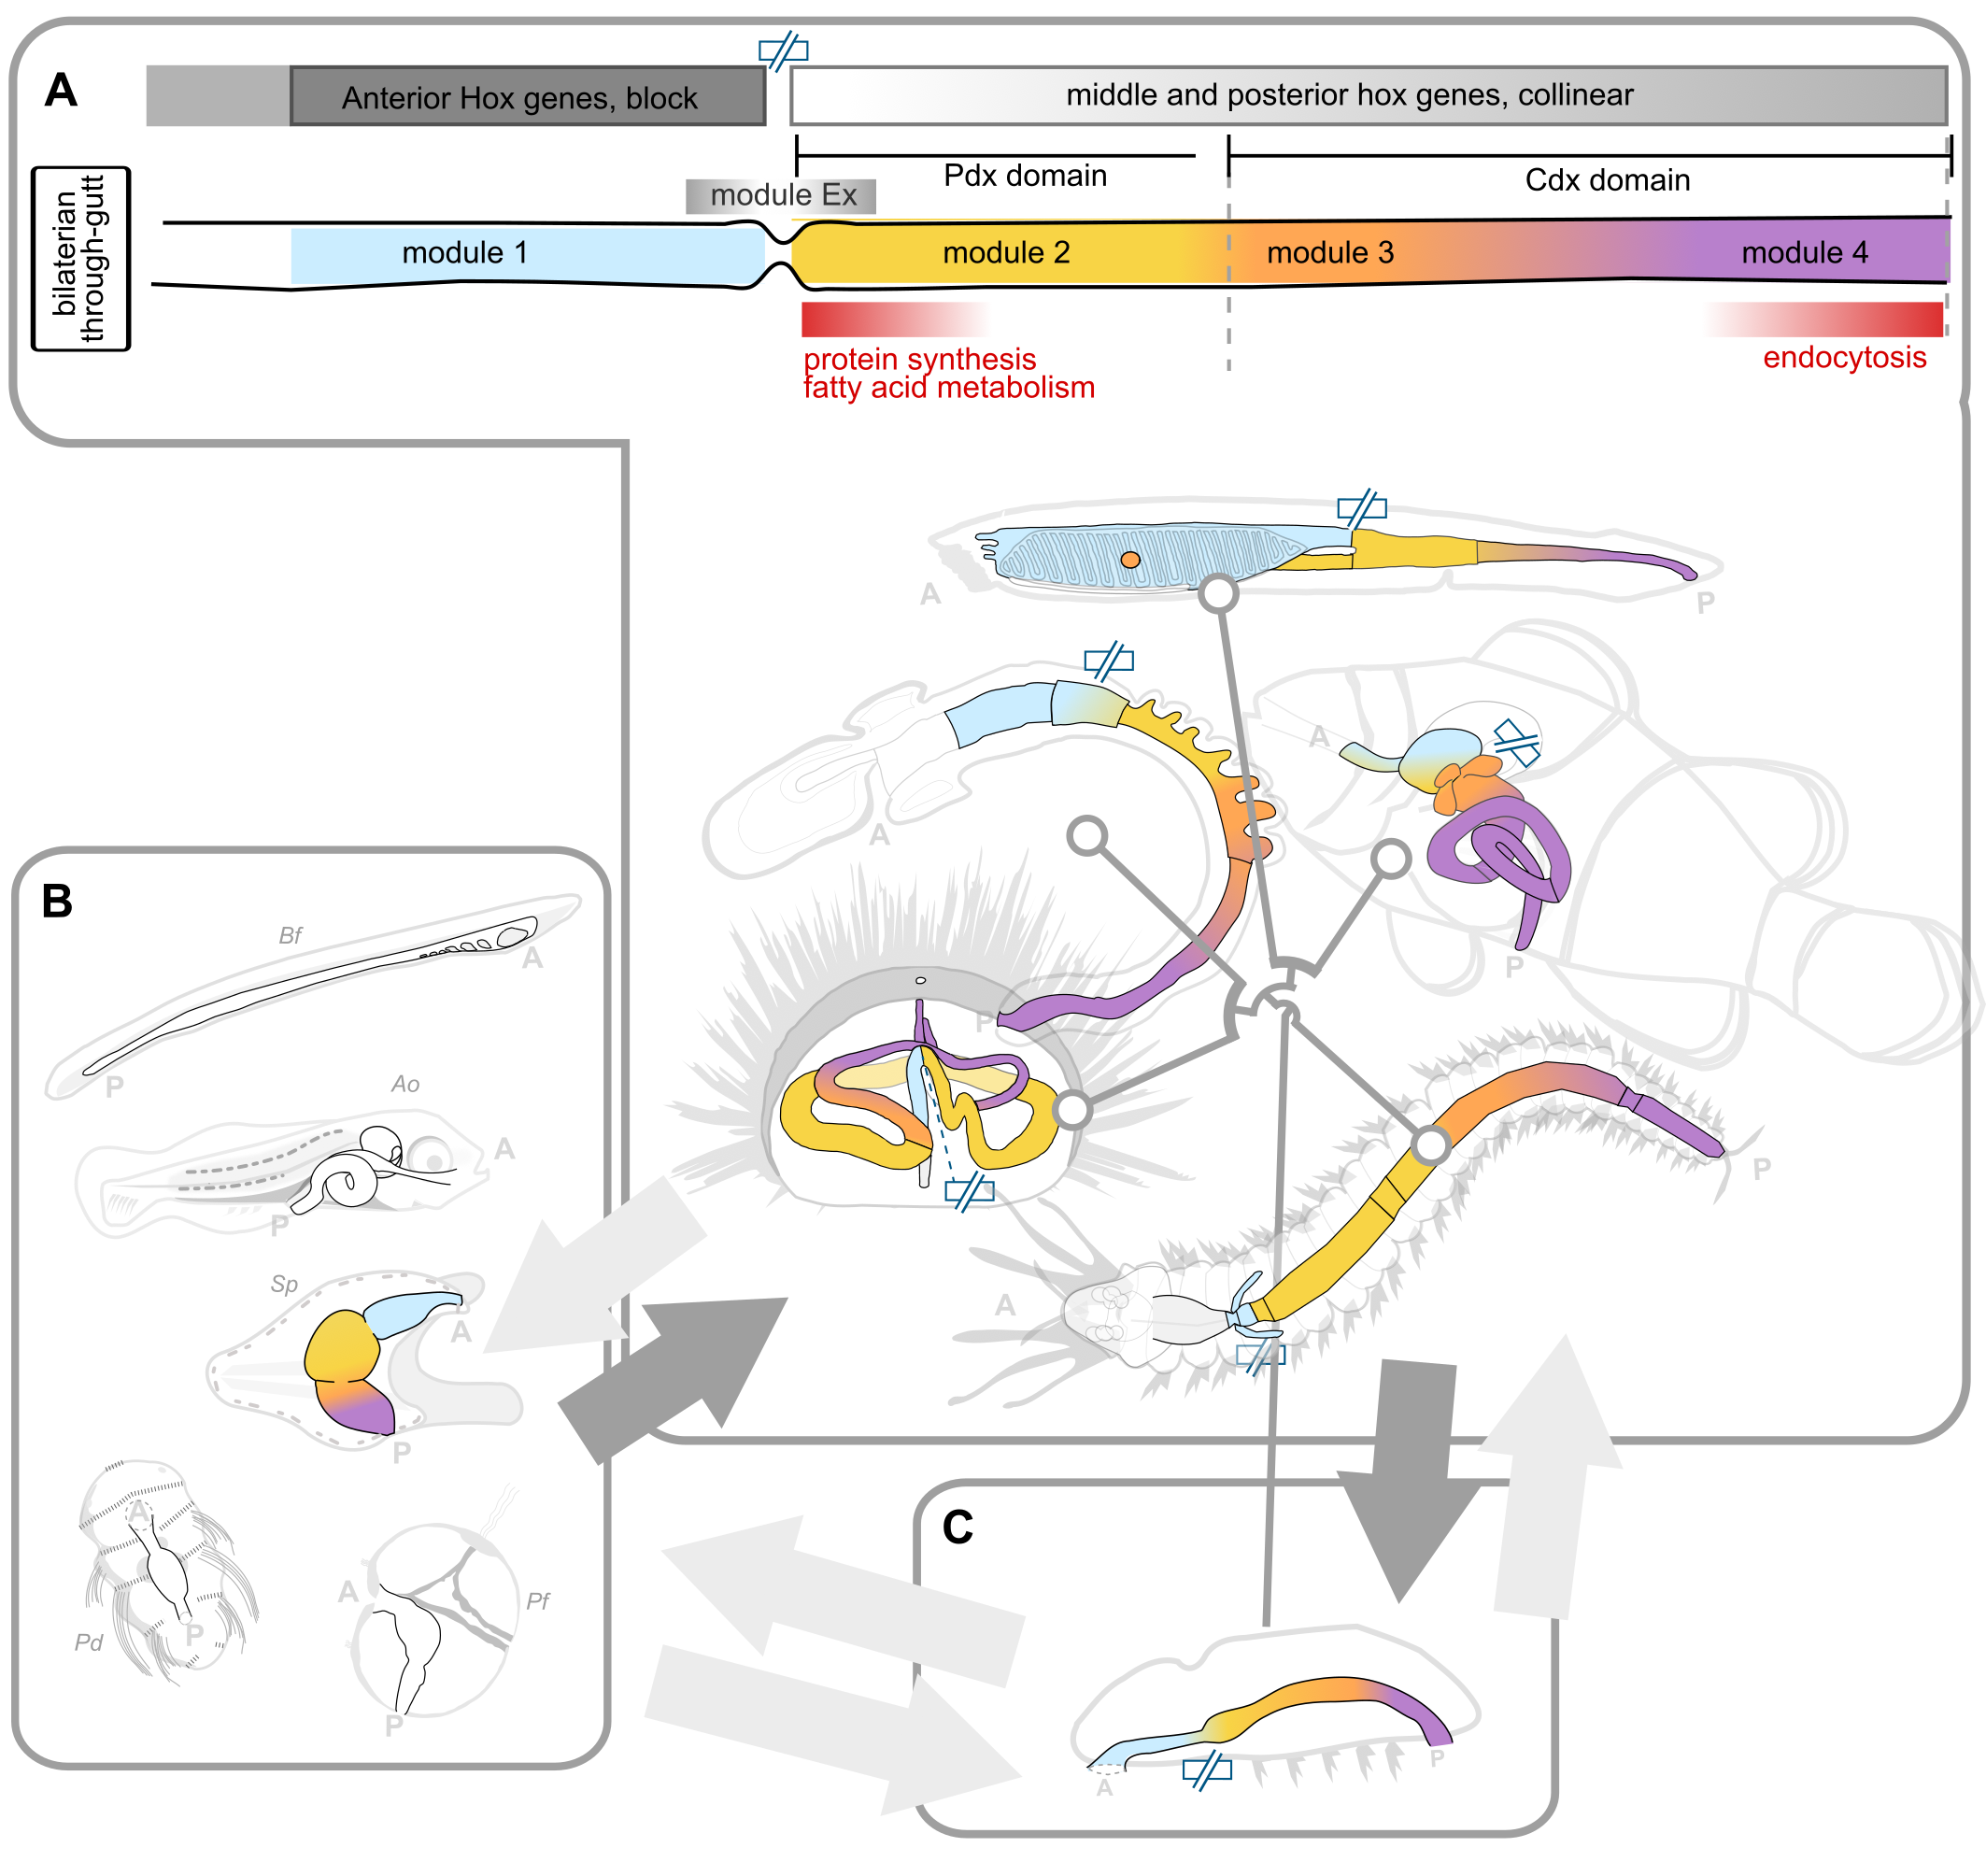 A
Anterior Hox genes, block
middle and posterior hox genes, collinear
Pdx domain
Cdx domain
module Ex
bilaterian
through-gutt
module 1
module 2
module 3
module 4
protein synthesis
fatty acid metabolism
endocytosis
A
P
A
P
A
P
A
P
B
Bf
A
P
Ao
A
P
Sp
A
P
A
P
Pd
A
P
Pf
C
A
P